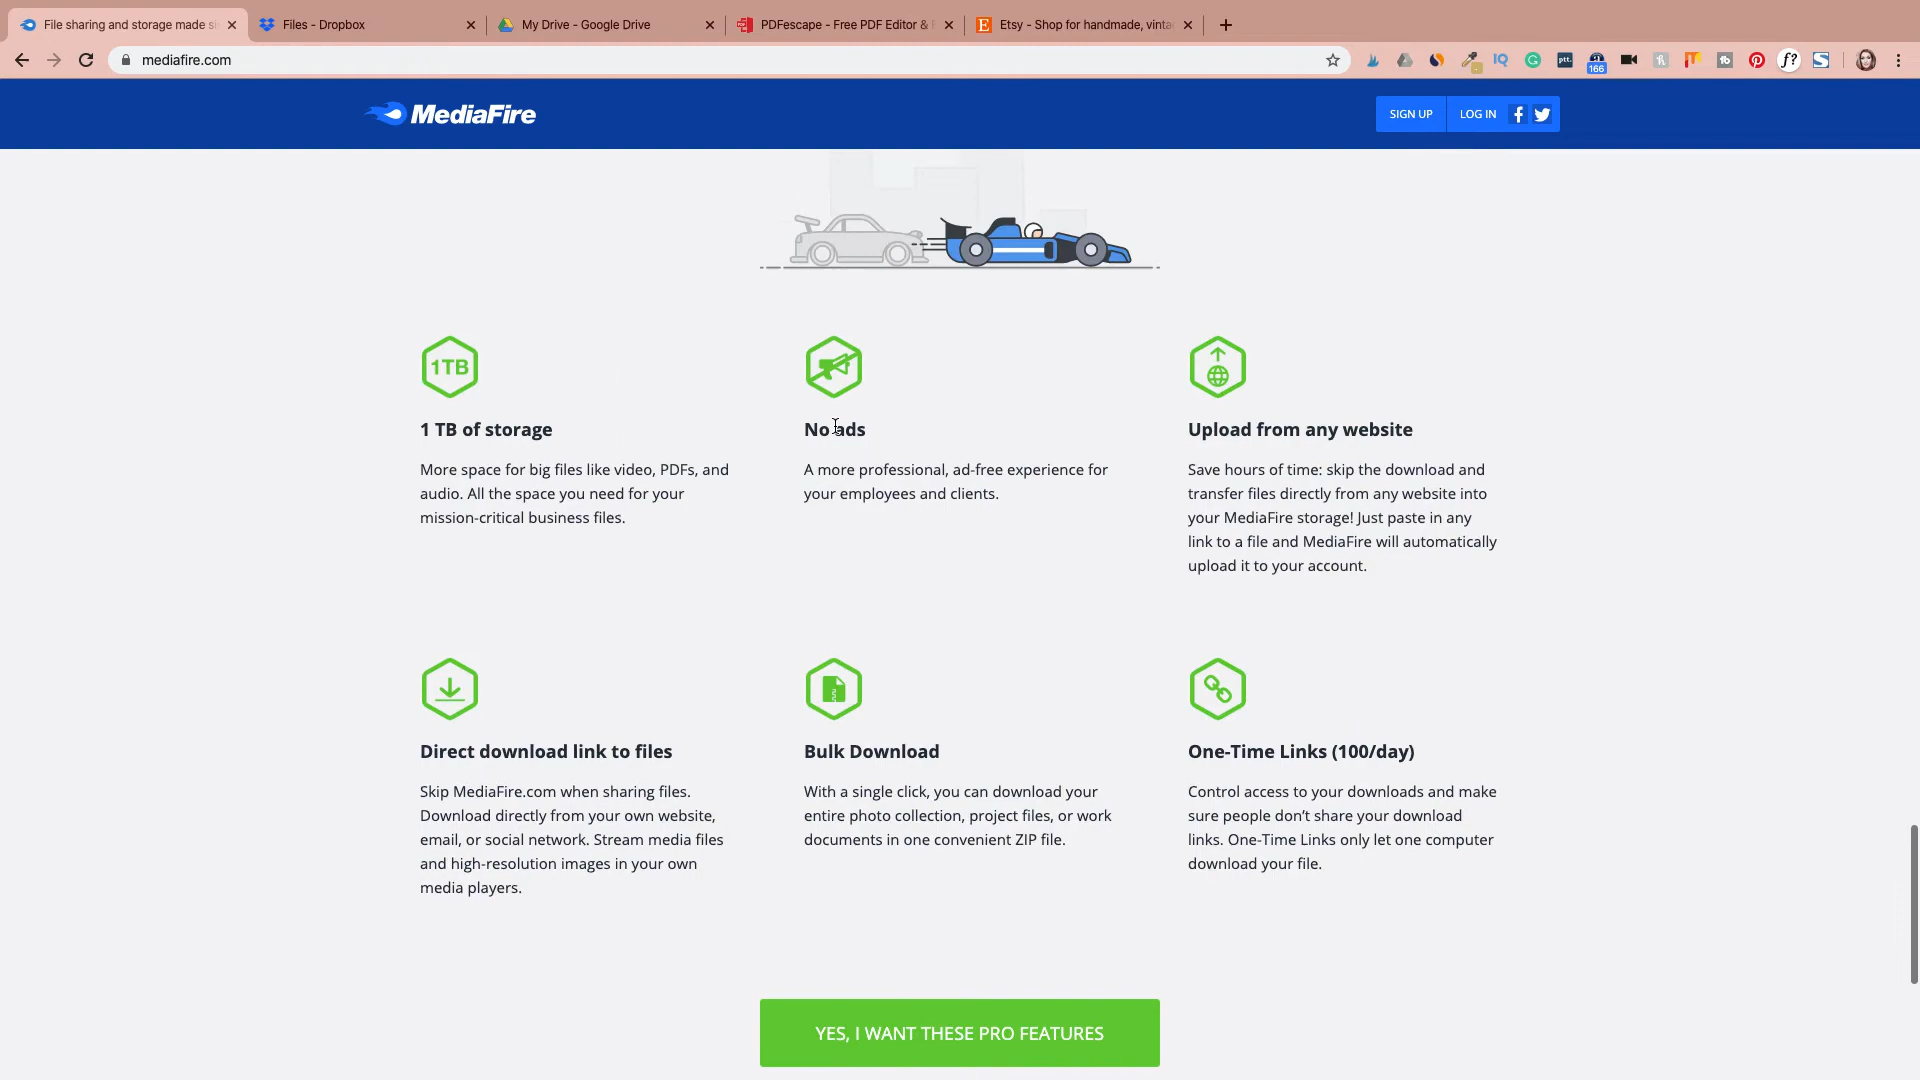 File sharing and storage made si
Files - Dropbox
My Drive - Google Drive
PDFescape - Free PDF Editor &
Etsy - Shop for handmade, vinta
mediafire.com
IQ
ptt.
166
f?
MediaFire
SIGN UP
LOG IN
1TB
1 TB of storage
More space for big files like video, PDFs, and
audio. All the space you need for your
mission-critical business files.
No ads
A more professional, ad-free experience for
your employees and clients.
Upload from any website
Save hours of time: skip the download and
transfer files directly from any website into
your MediaFire storage! Just paste in any
link to a file and MediaFire will automatically
upload it to your account.
Direct download link to files
Skip MediaFire.com when sharing files.
Download directly from your own website,
email, or social network. Stream media files
and high-resolution images in your own
media players.
Bulk Download
With a single click, you can download your
entire photo collection, project files, or work
documents in one convenient ZIP file.
One-Time Links (100/day)
Control access to your downloads and make
sure people don’t share your download
links. One-Time Links only let one computer
download your file.
YES, I WANT THESE PRO FEATURES